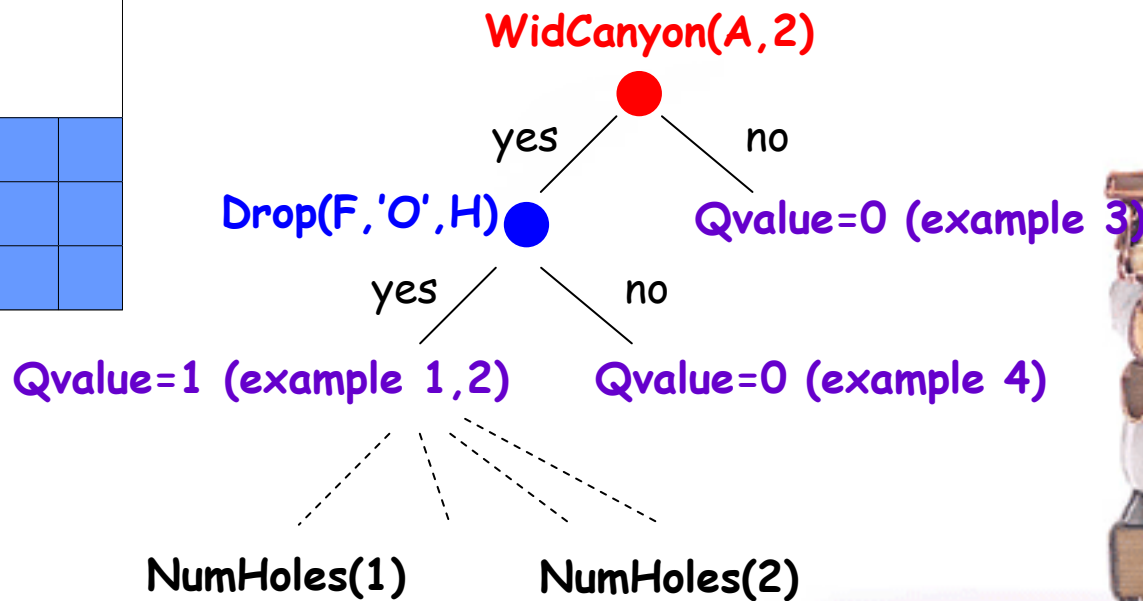 WidCanyon(A,2)
yes
no
Drop(F,'O',H)
Qvalue=0 (example 3)
yes
no
Qvalue=1 (example 1,2)
Qvalue=0 (example 4)
NumHoles(1)
NumHoles(2)